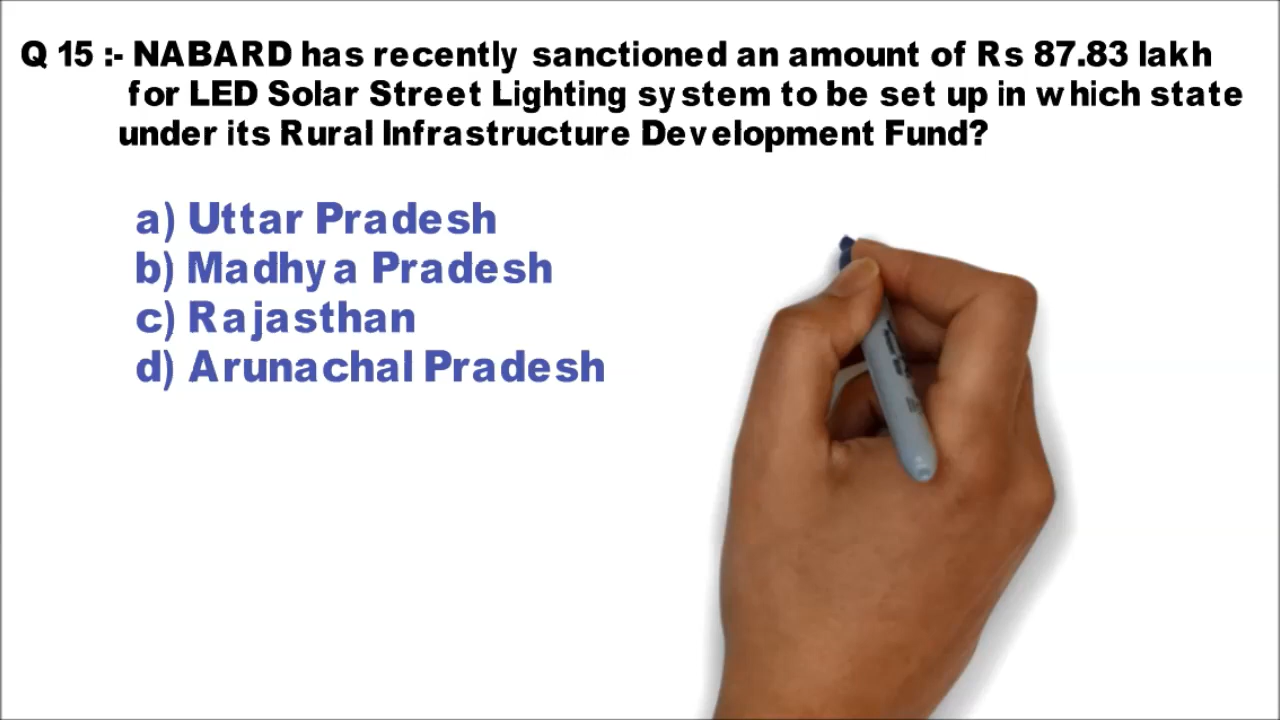 Q 15 :- NABARD has recently sanctioned an amount of Rs 87.83 lakh
for LED Solar Street Lighting system to be set up in which state
under its Rural Infrastructure Development Fund?
a) Uttar Pradesh
b) Madhya Pradesh
c) Rajasthan
d) Arunachal Pradesh